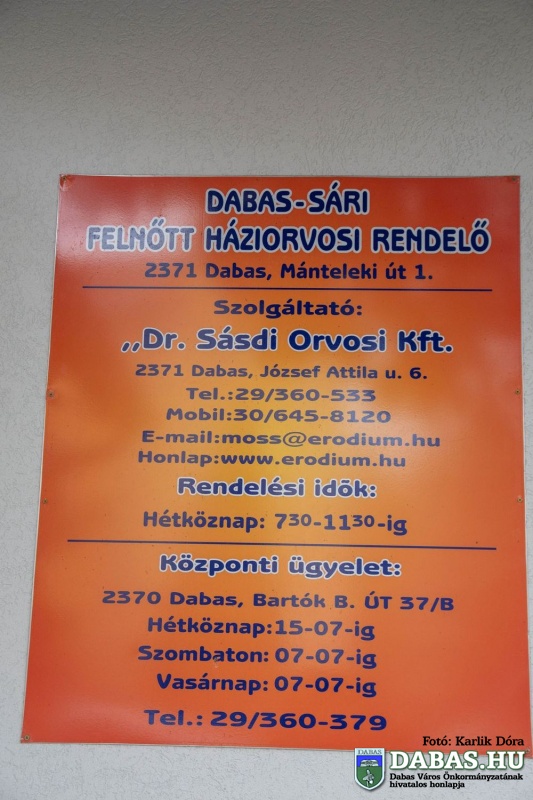 DABAS-SÁRI
FELNŐTT HÁZIORVOSI RENDELŐ
2371 Dabas, Mánteleki út 1.
Szolgáltató:
,,Dr. Sásdi Orvosi Kft.
2371 Dabas, József Attila u. 6.
Tel.:29/360-533
Mobil:30/645-8120
E-mail:moss@erodium.hu
Honlap:www.erodium.hu
Rendelési idõk:
Hétköznap: 7³⁰-11³⁰-ig
Központi ügyelet:
2370 Dabas, Bartók B. ÚT 37/B
Hétköznap:15-07-ig
Szombaton: 07-07-ig
Vasárnap: 07-07-ig
Tel.: 29/360-379
Fotó: Karlik Dóra
DABAS
DABAS.HU
Dabas Város Önkormányzatának
hivatalos honlapja